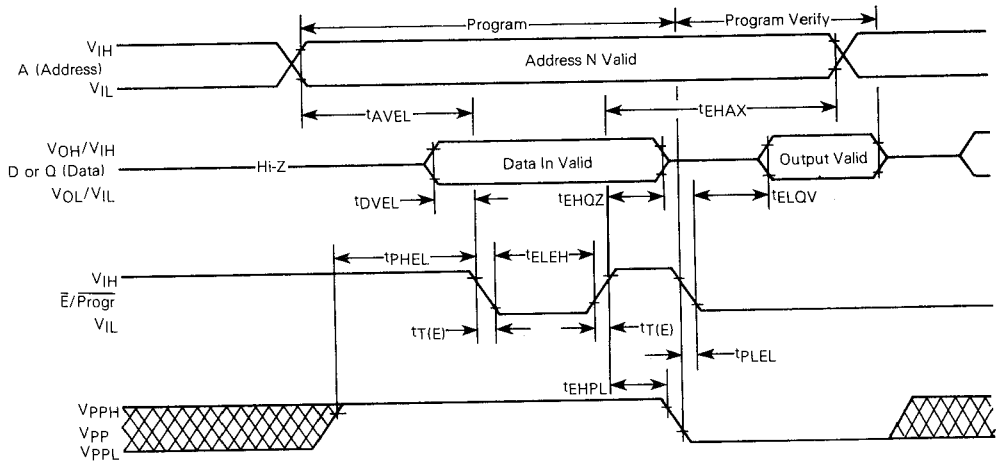 Program
Program Verify
VIH
A (Address)
VIL
Address N Valid
tAVEL
tEHAX
VOH/VIH
D or Q (Data)
VOL/VIL
Hi-Z
Data In Valid
Output Valid
tDVEL
tEHQZ
tELQV
tPHEL
tELEH
VIH
E/Progr
VIL
tT(E)
tT(E)
tPLEL
tEHPL
VPPH
VPP
VPPL